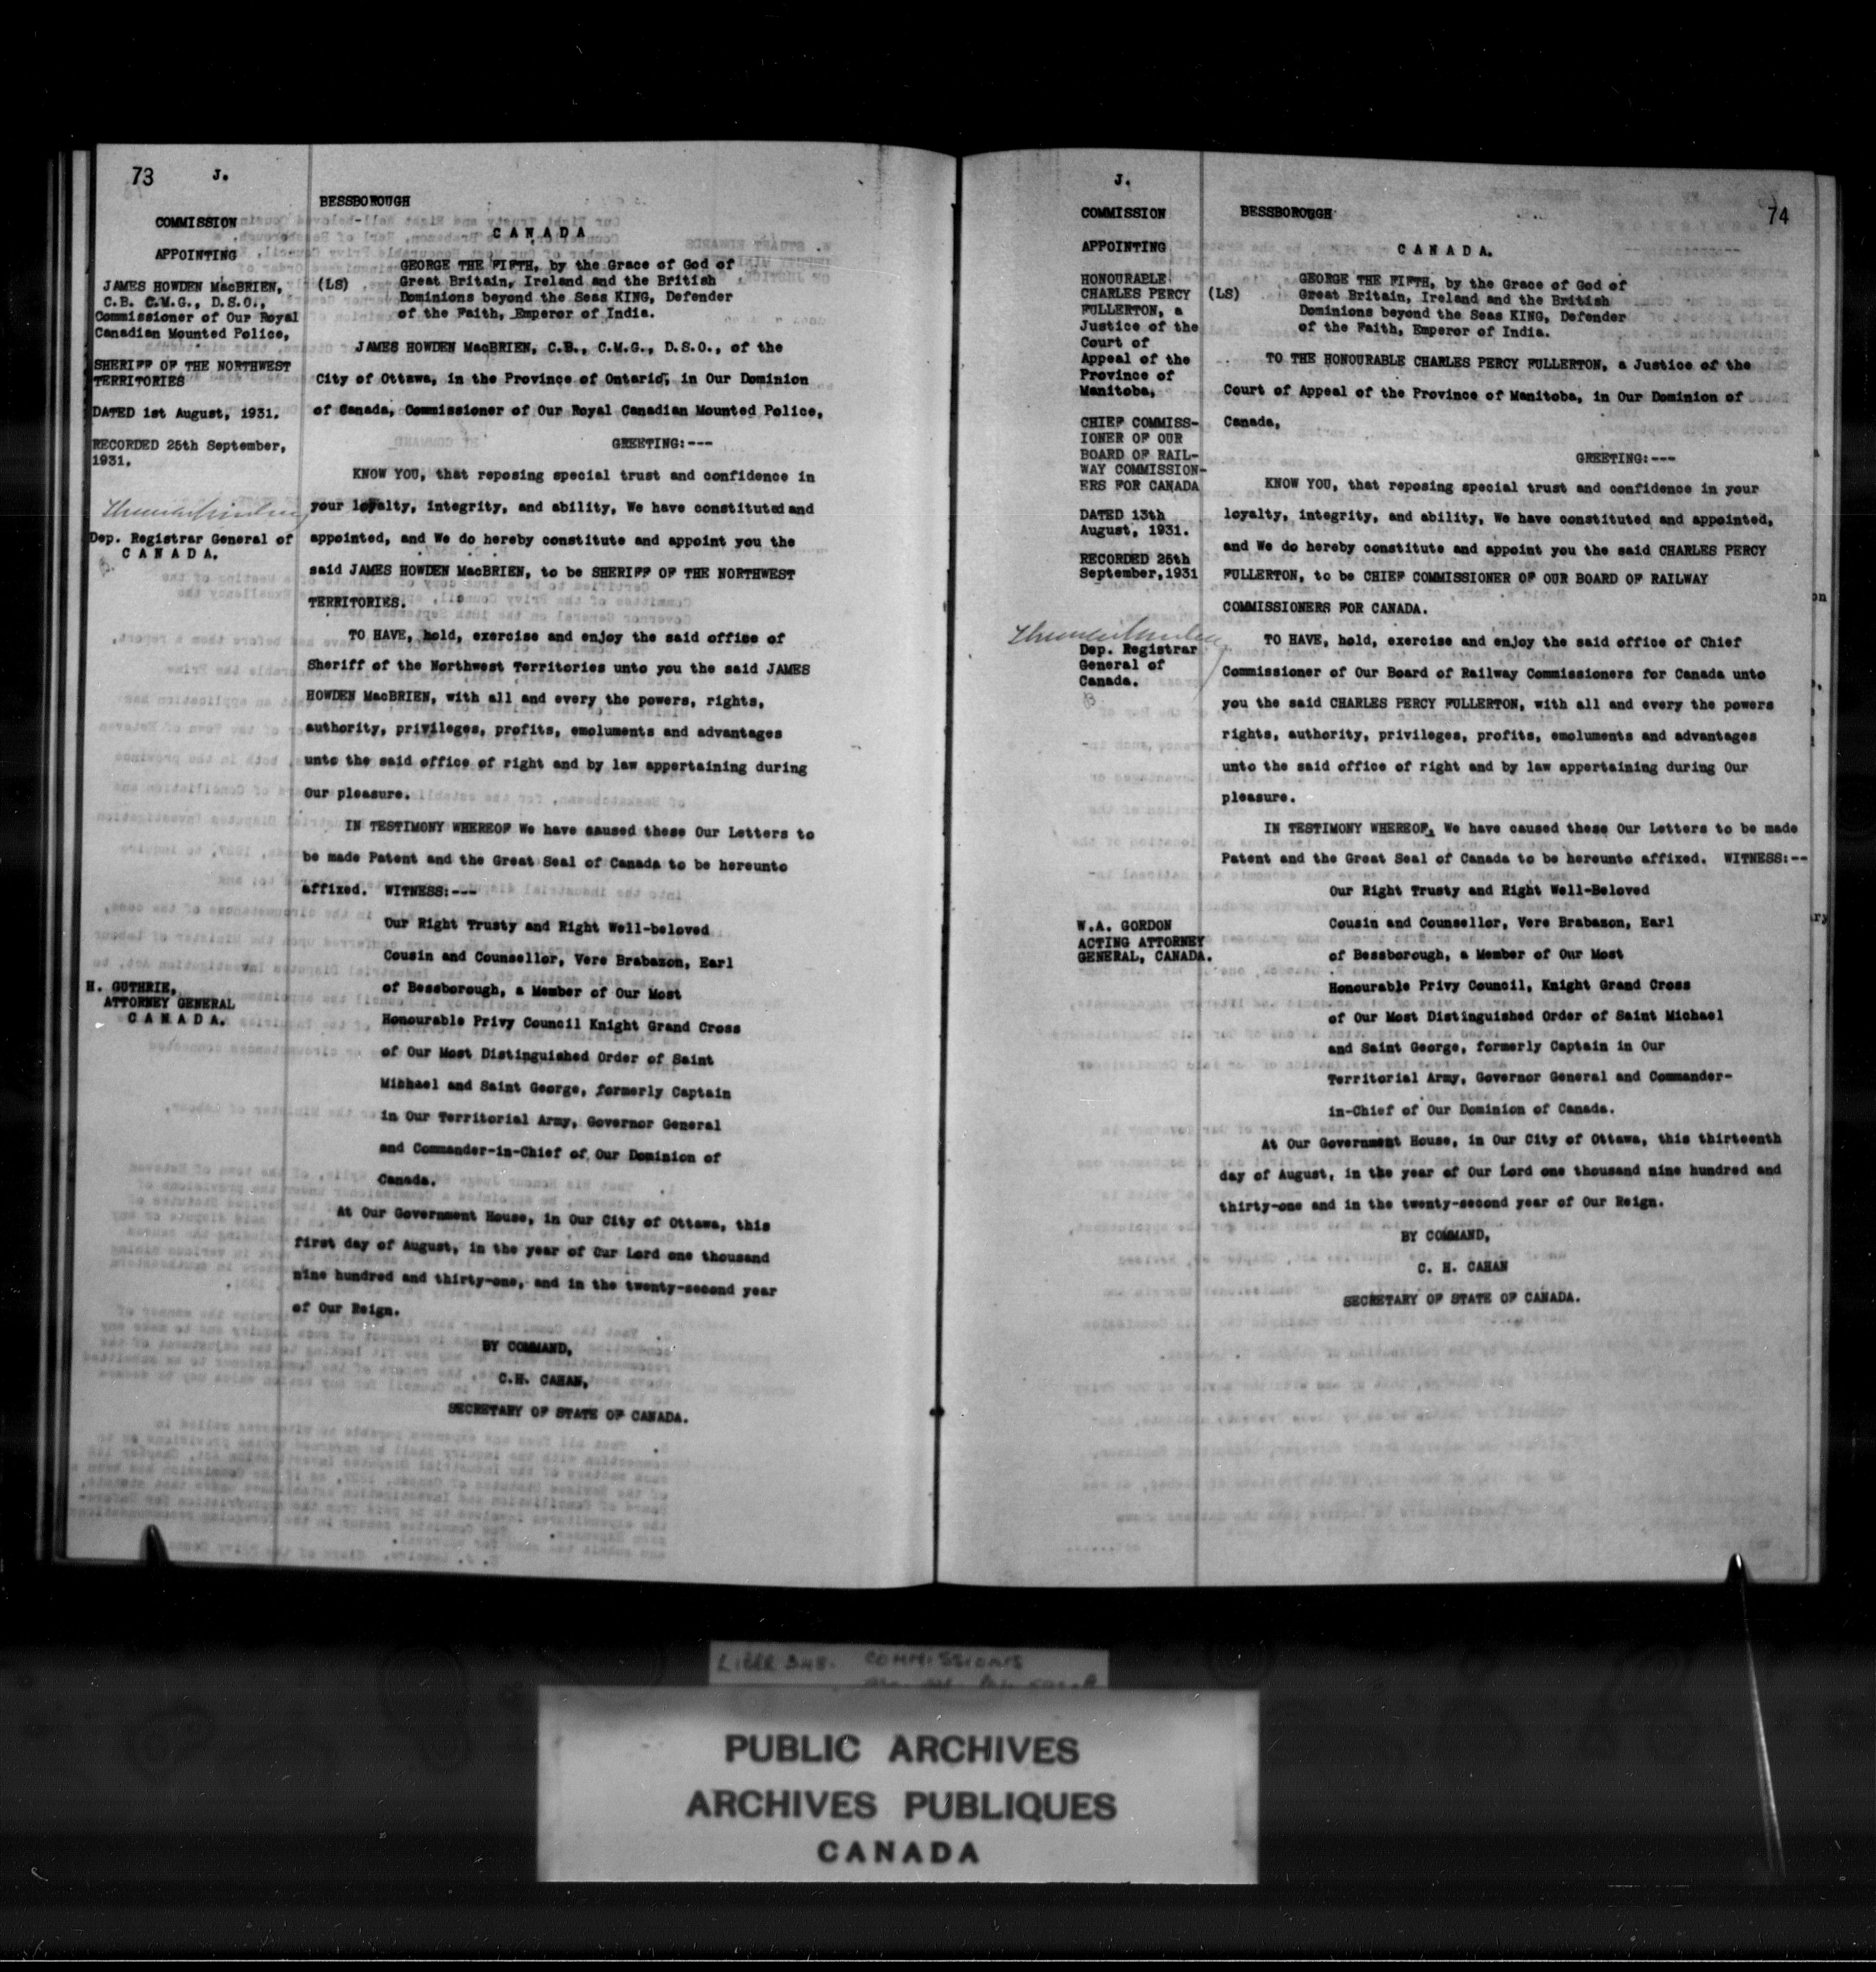 73 J.
COMMISSION
APPOINTING
JAMES HOWDEN MacBRIEN,
C.B. C.M.G., D.S.O.,
Commissioner of Our Royal
Canadian Mounted Police,
SHERIFF OF THE NORTHWEST
TERRITORIES
DATED 1st August, 1931.
RECORDED 25th September,
1931.
Dep. Registrar General of
CANADA.
H. GUTHRIE,
ATTORNEY GENERAL
CANADA.
BESSBOROUGH
CANADA
(LS)
GEORGE THE FIFTH, by the Grace of God of
Great Britain, Ireland and the British
Dominions beyond the Seas KING, Defender
of the Faith, Emperor of India.
JAMES HOWDEN MacBRIEN, C.B., C.M.G., D.S.O., of the
City of Ottawa, in the Province of Ontario, in Our Dominion
of Canada, Commissioner of Our Royal Canadian Mounted Police,
GREETING:---
KNOW YOU, that reposing special trust and confidence in
your loyalty, integrity, and ability, We have constituted and
appointed, and We do hereby constitute and appoint you the
said JAMES HOWDEN MacBRIEN, to be SHERIFF OF THE NORTHWEST
TERRITORIES.
TO HAVE, hold, exercise and enjoy the said office of
Sheriff of the Northwest Territories unto you the said JAMES
HOWDEN MacBRIEN, with all and every the powers, rights,
authority, privileges, profits, emoluments and advantages
unto the said office of right and by law appertaining during
Our pleasure.
IN TESTIMONY WHEREOF We have caused these Our Letters to
be made Patent and the Great Seal of Canada to be hereunto
affixed. WITNESS:---
Our Right Trusty and Right Well-beloved
Cousin and Counsellor, Vere Brabazon, Earl
of Bessborough, a Member of Our Most
Honourable Privy Council Knight Grand Cross
of Our Most Distinguished Order of Saint
Mibhael and Saint George, formerly Captain
in Our Territorial Army, Governor General
and Commander-in-Chief of Our Dominion of
Canada.
At Our Government House, in Our City of Ottawa, this
first day of August, in the year of Our Lord one thousand
nine hundred and thirty-one, and in the twenty-second year
of Our Reign.
BY COMMAND,
C.H. CAHAN,
SECRETARY OF STATE OF CANADA.
J.
COMMISSION
APPOINTING
HONOURABLE
CHARLES PERCY
FULLERTON, a
Justice of the
Court of
Appeal of the
Province of
Manitoba,
CHIEF COMMISS-
IONER OF OUR
BOARD OF RAIL-
WAY COMMISSION-
ERS FOR CANADA
DATED 13th
August, 1931.
RECORDED 25th
September,1931
Dep. Registrar
General of
Canada.
W.A. GORDON
ACTING ATTORNEY
GENERAL, CANADA.
BESSBOROUGH
74
CANADA.
(LS)
GEORGE THE FIFTH, by the Grace of God of
Great Britain, Ireland and the British
Dominions beyond the Seas KING, Defender
of the Faith, Emperor of India.
TO THE HONOURABLE CHARLES PERCY FULLERTON, a Justice of the
Court of Appeal of the Province of Manitoba, in Our Dominion of
Canada,
GREETING:---
KNOW YOU, that reposing special trust and confidence in your
loyalty, integrity, and ability, We have constituted and appointed,
and We do hereby constitute and appoint you the said CHARLES PERCY
FULLERTON, to be CHIEF COMMISSIONER OF OUR BOARD OF RAILWAY
COMMISSIONERS FOR CANADA.
TO HAVE, hold, exercise and enjoy the said office of Chief
Commissioner of Our Board of Railway Commissioners for Canada unto
you the said CHARLES PERCY FULLERTON, with all and every the powers
rights, authority, privileges, profits, emoluments and advantages
unto the said office of right and by law appertaining during Our
pleasure.
IN TESTIMONY WHEREOF, We have caused these Our Letters to be made
Patent and the Great Seal of Canada to be hereunto affixed. WITNESS:--
Our Right Trusty and Right Well-Beloved
Cousin and Counsellor, Vere Brabazon, Earl
of Bessborough, a Member of Our Most
Honourable Privy Council, Knight Grand Cross
of Our Most Distinguished Order of Saint Michael
and Saint George, formerly Captain in Our
Territorial Army, Governor General and Commander-
in-Chief of Our Dominion of Canada.
At Our Government House, in Our City of Ottawa, this thirteenth
day of August, in the year of Our Lord one thousand nine hundred and
thirty-one and in the twenty-second year of Our Reign.
BY COMMAND,
C. H. CAHAN
SECRETARY OF STATE OF CANADA.
COMMISSIONS
PUBLIC ARCHIVES
ARCHIVES PUBLIQUES
CANADA